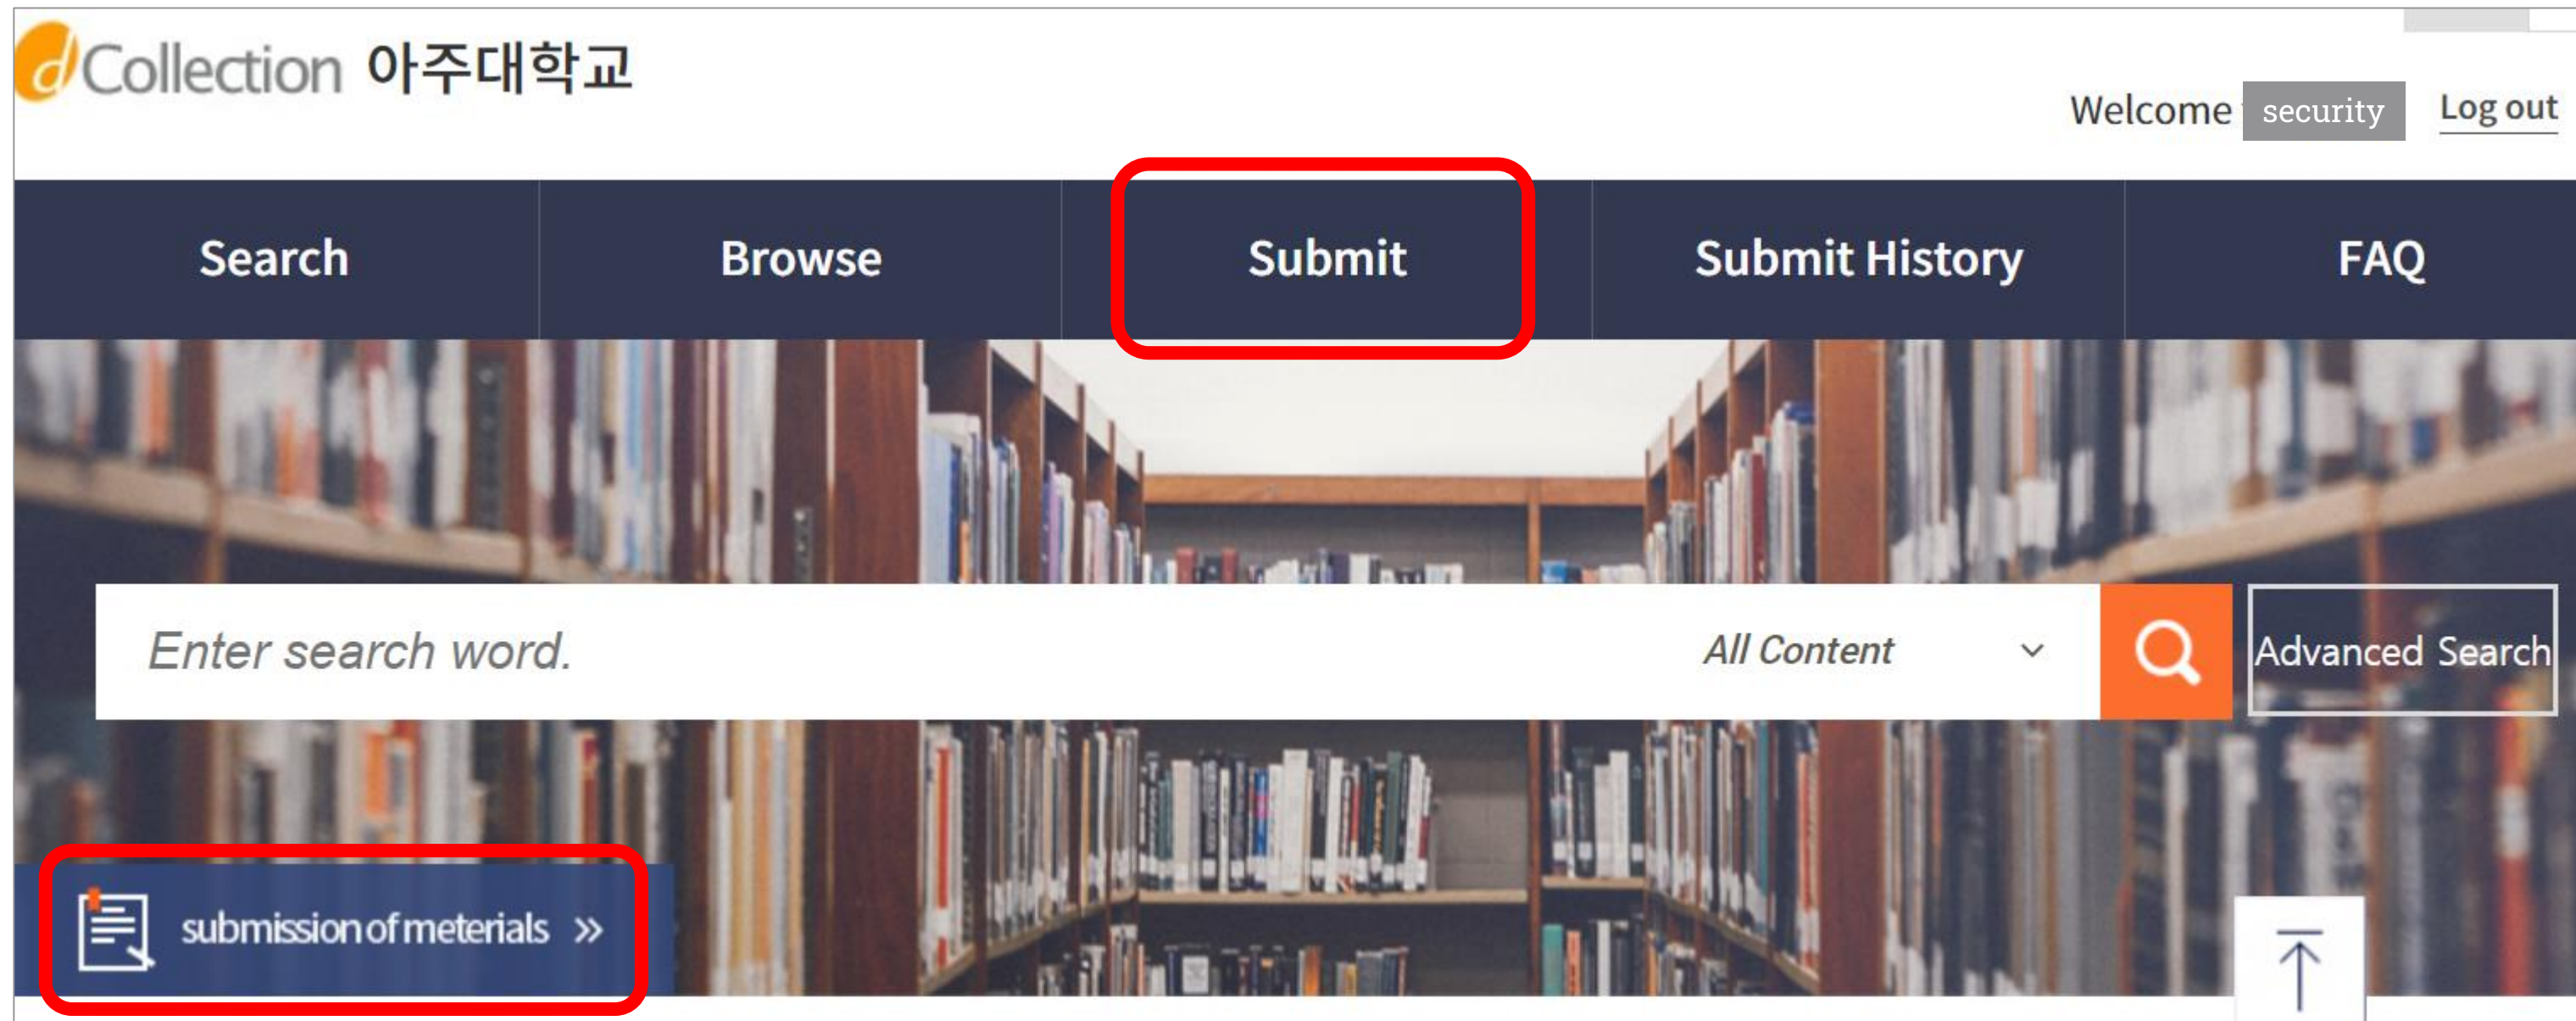 dCollection 아주대학교
Welcome security Log out
Search Browse Submit Submit History FAQ
Enter search word. All Content Advanced Search
submission of meterials »